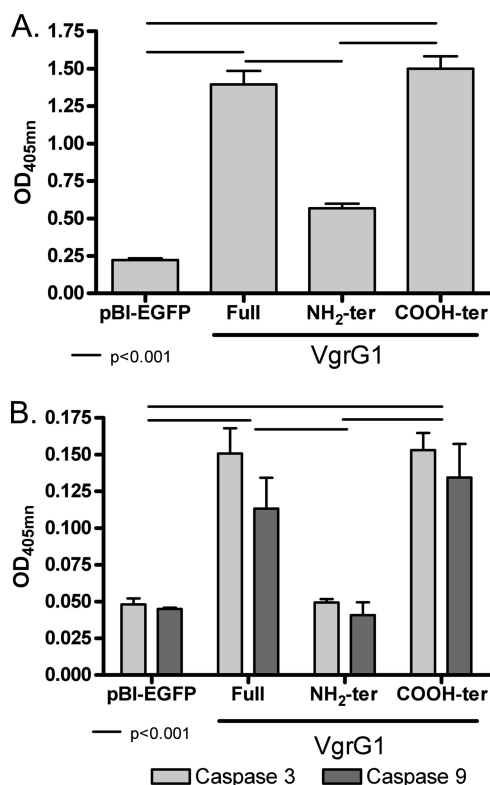 A.
1.75
1.50
1.25
1.00
0.75
0.50
0.25
0.00
OD405mn
pBI-EGFP Full NH2-ter COOH-ter
p<0.001 VgrG1
B.
0.175
0.150
0.125
0.100
0.075
0.050
0.025
0.000
OD405mn
pBI-EGFP Full NH2-ter COOH-ter
p<0.001 VgrG1
Caspase 3 Caspase 9